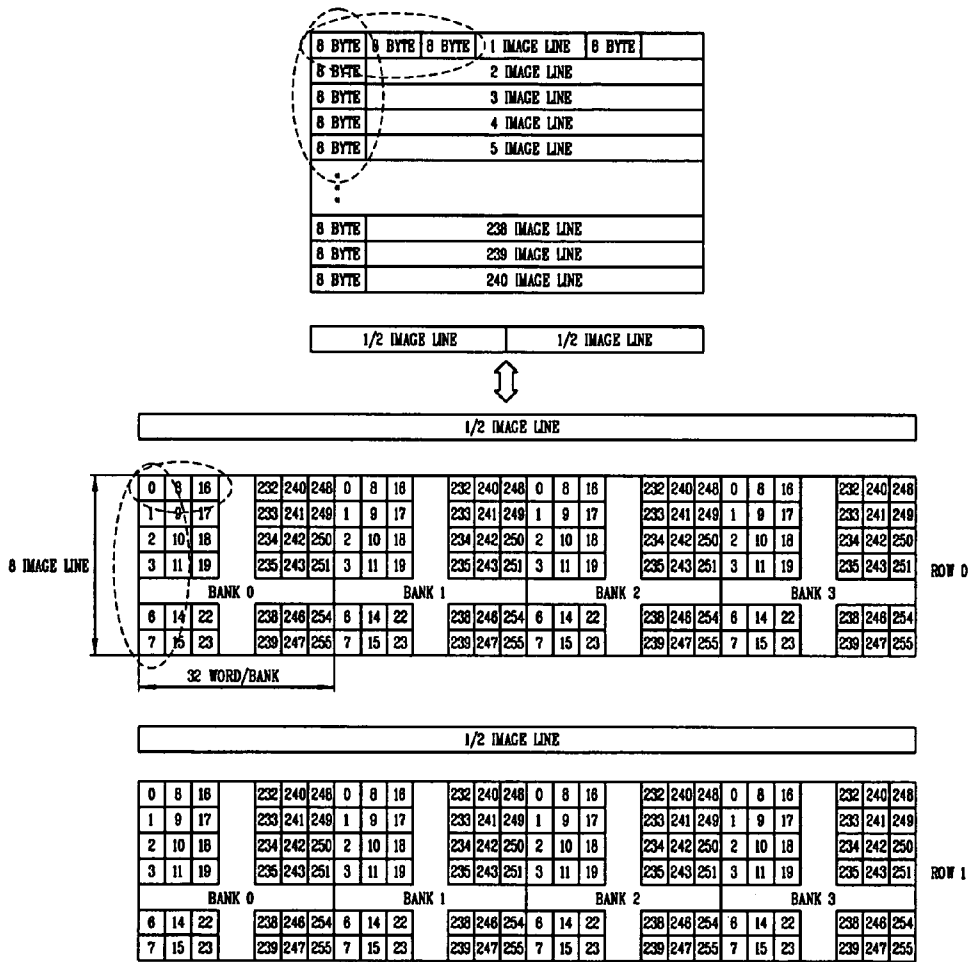 8 BYTE 8 BYTE 8 BYTE 1 IMAGE LINE 8 BYTE
8 BYTE 2 IMAGE LINE
8 BYTE 3 IMAGE LINE
8 BYTE 4 IMAGE LINE
8 BYTE 5 IMAGE LINE
8 BYTE 238 IMAGE LINE
8 BYTE 239 IMAGE LINE
8 BYTE 240 IMAGE LINE
1/2 IMAGE LINE 1/2 IMAGE LINE
1/2 IMAGE LINE
0 8 16 232 240 248 0 8 16 232 240 248 0 8 16 232 240 248 0 8 16 232 240 248
1 9 17 233 241 249 1 9 17 233 241 249 1 9 17 233 241 249 1 9 17 233 241 249
2 10 18 234 242 250 2 10 18 234 242 250 2 10 18 234 242 250 2 10 18 234 242 250
8 IMAGE LINE
3 11 19 235 243 251 3 11 19 235 243 251 3 11 19 235 243 251 3 11 19 235 243 251
ROW 0
BANK 0 BANK 1 BANK 2 BANK 3
6 14 22 238 246 254 6 14 22 238 246 254 6 14 22 238 246 254 6 14 22 238 246 254
7 15 23 239 247 255 7 15 23 239 247 255 7 15 23 239 247 255 7 15 23 239 247 255
32 WORD/BANK
1/2 IMAGE LINE
0 8 16 232 240 248 0 8 16 232 240 248 0 8 16 232 240 248 0 8 16 232 240 248
1 9 17 233 241 249 1 9 17 233 241 249 1 9 17 233 241 249 1 9 17 233 241 249
2 10 18 234 242 250 2 10 18 234 242 250 2 10 18 234 242 250 2 10 18 234 242 250
3 11 19 235 243 251 3 11 19 235 243 251 3 11 19 235 243 251 3 11 19 235 243 251
ROW 1
BANK 0 BANK 1 BANK 2 BANK 3
6 14 22 238 246 254 6 14 22 238 246 254 6 14 22 238 246 254 6 14 22 238 246 254
7 15 23 239 247 255 7 15 23 239 247 255 7 15 23 239 247 255 7 15 23 239 247 255